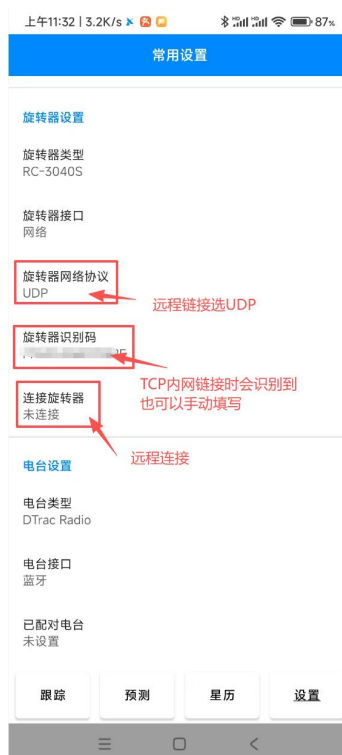 上午11:32 | 3.2K/s
87%
常用设置
旋转器设置
旋转器类型
RC-3040S
旋转器接口
网络
旋转器网络协议
UDP
远程链接选UDP
旋转器识别码
TCP内网链接时会识别到
也可以手动填写
连接旋转器
未连接
远程连接
电台设置
电台类型
DTrac Radio
电台接口
蓝牙
已配对电台
未设置
跟踪
预测
星历
设置